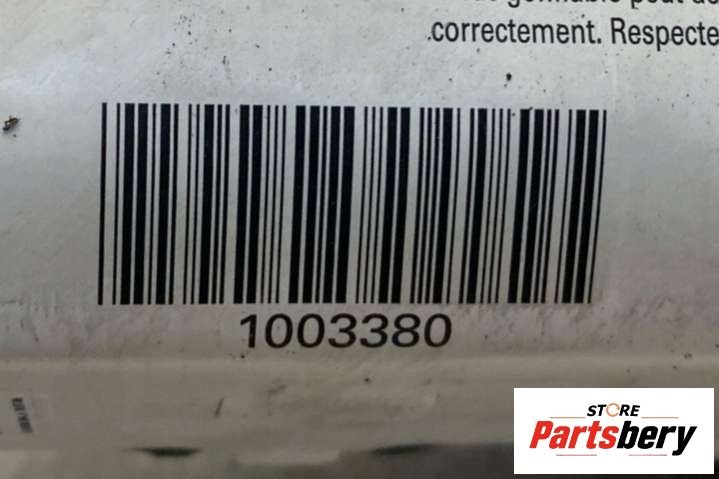 correctement. Respecte
1003380
STORE
Partsbery